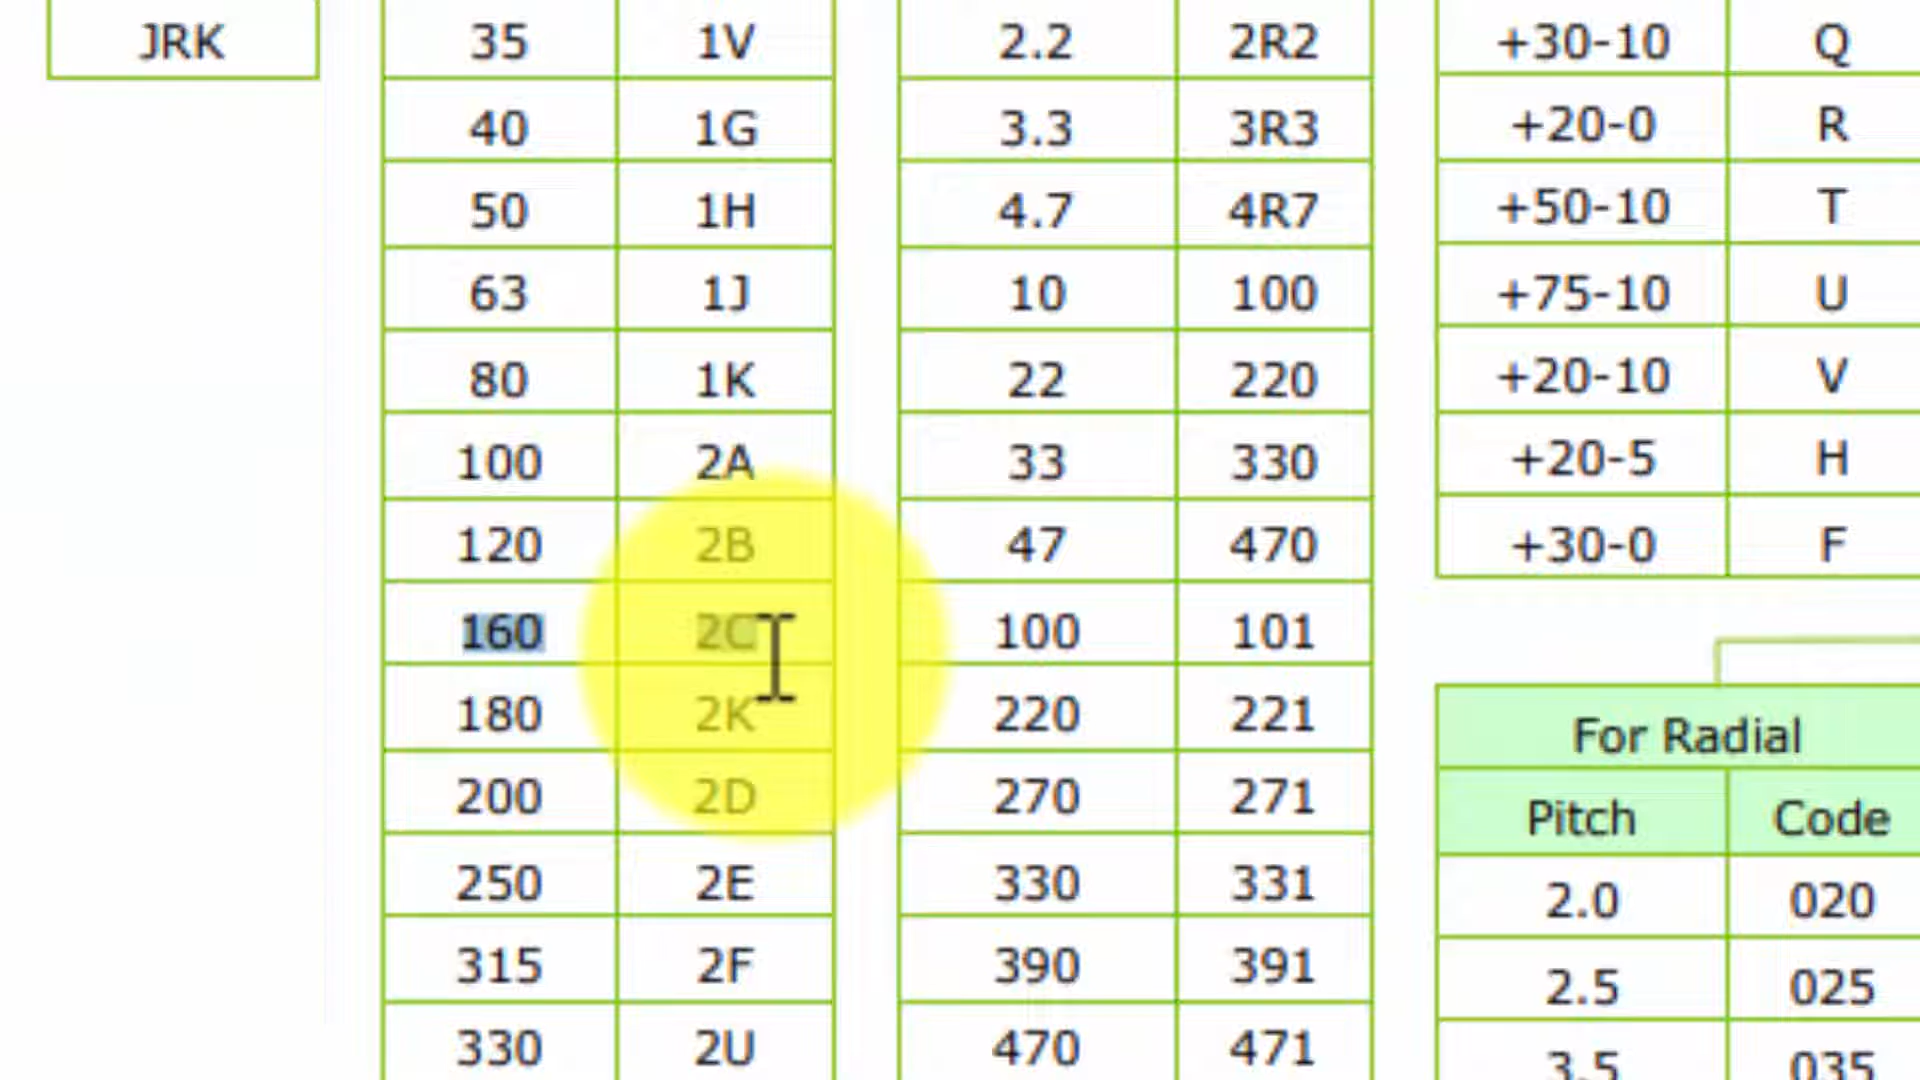 JRK
35 1V
40 1G
50 1H
63 1J
80 1K
100 2A
120 2B
160 2C
180 2K
200 2D
250 2E
315 2F
330 2U
2.2 2R2
3.3 3R3
4.7 4R7
10 100
22 220
33 330
47 470
100 101
220 221
270 271
330 331
390 391
470 471
+30-10 Q
+20-0 R
+50-10 T
+75-10 U
+20-10 V
+20-5 H
+30-0 F
For Radial
Pitch Code
2.0 020
2.5 025
3.5 035